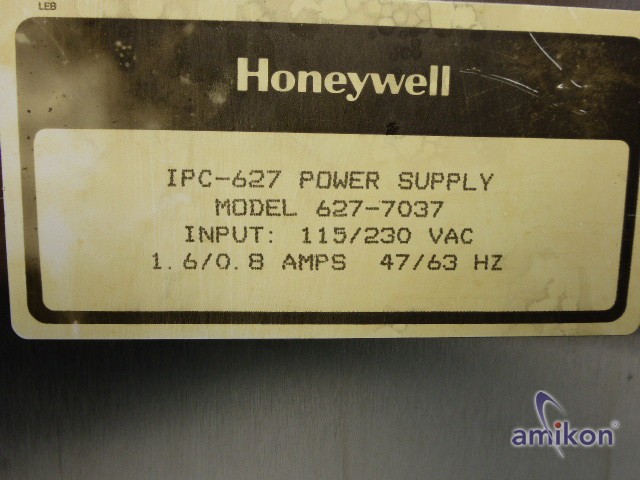 LEB
Honeywell
IPC-627 POWER SUPPLY
MODEL 627-7037
INPUT: 115/230 VAC
1.6/0.8 AMPS 47/63 HZ
amikon®